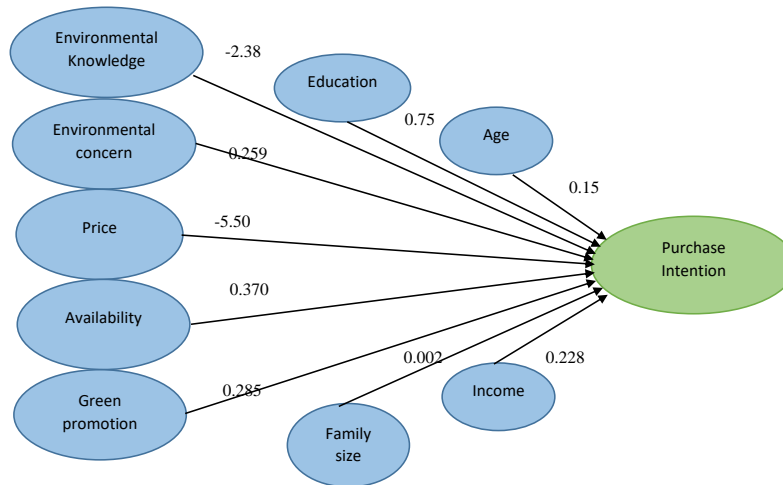 Environmental
Knowledge
-2.38
Education
0.75
Age
0.15
Environmental
concern
0.259
Price
-5.50
Purchase
Intention
Availability
0.370
Green
promotion
0.285
0.002
0.228
Income
Family
size